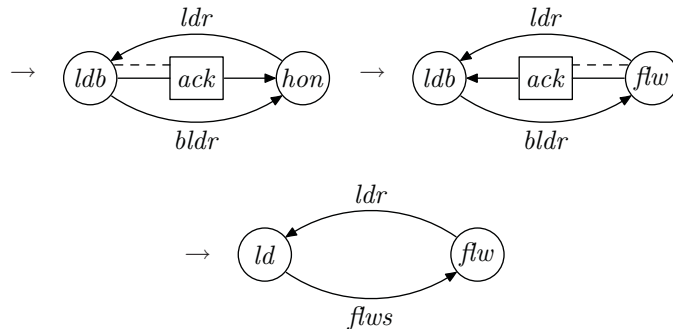 ldr ldr
→ ldb ack hon → ldb ack flw
bldr bldr
ldr
→ ld flw
flws